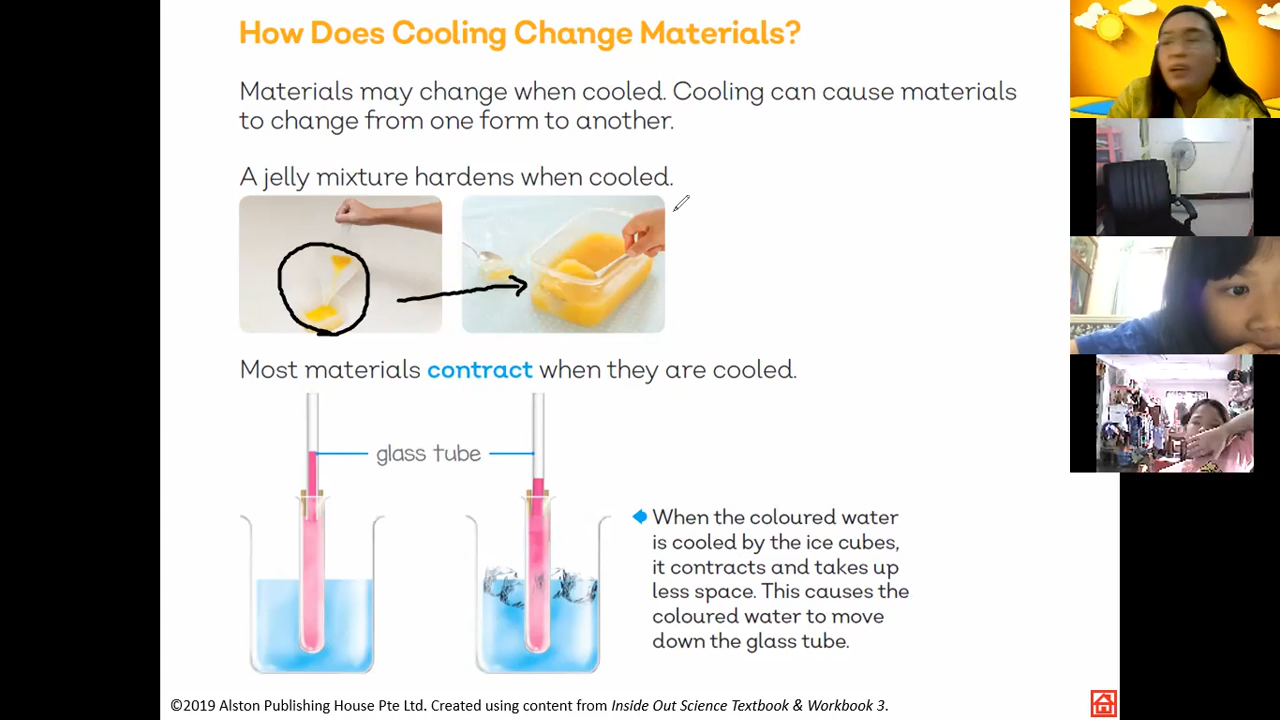 How Does Cooling Change Materials?
Materials may change when cooled. Cooling can cause materials
to change from one form to another.
A jelly mixture hardens when cooled.
Most materials contract when they are cooled.
glass tube
When the coloured water
is cooled by the ice cubes,
it contracts and takes up
less space. This causes the
coloured water to move
down the glass tube.
©2019 Alston Publishing House Pte Ltd. Created using content from Inside Out Science Textbook & Workbook 3.